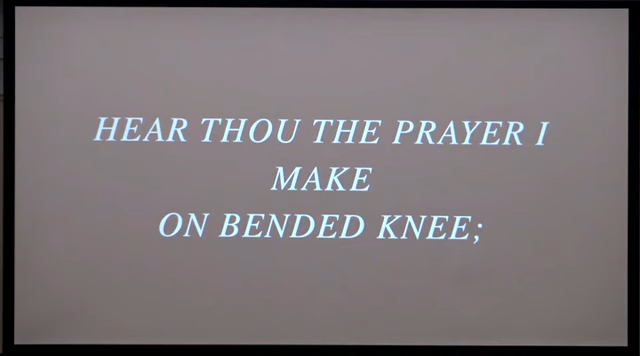 HEAR THOU THE PRAYER I
MAKE
ON BENDED KNEE;